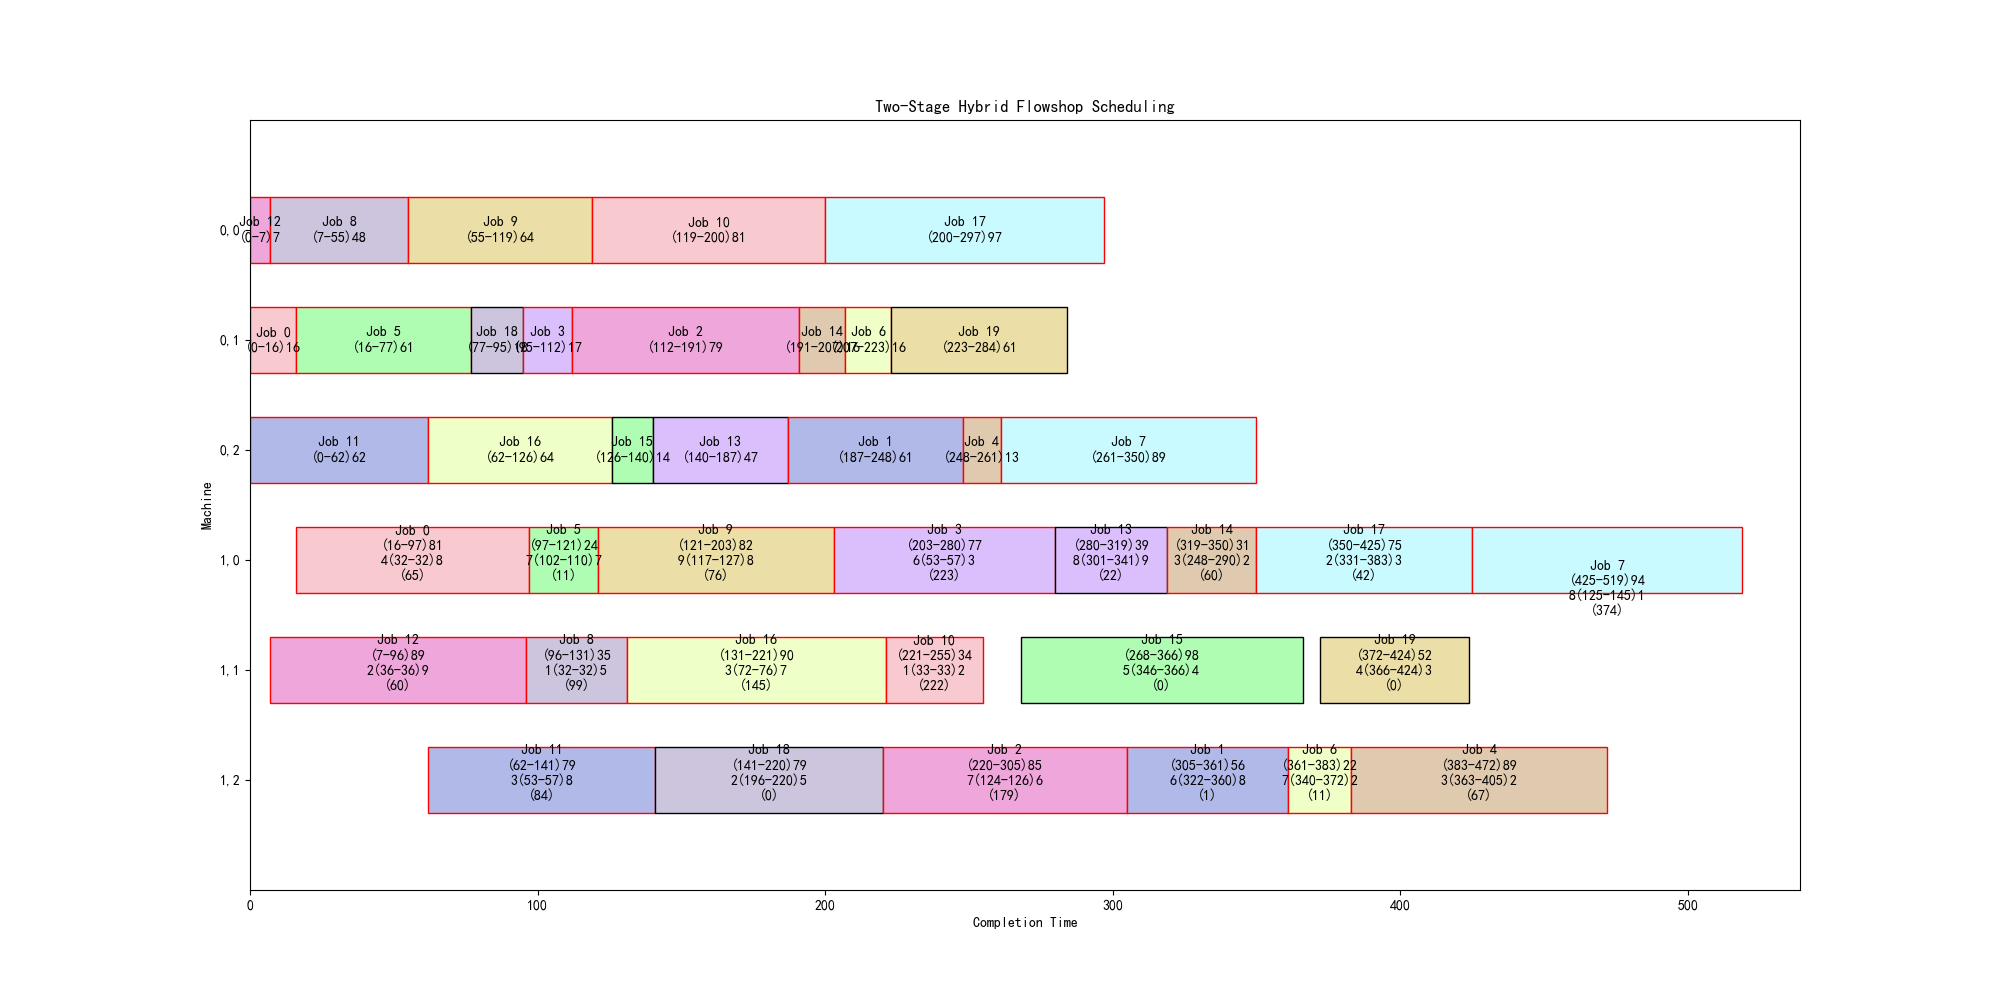 Two-Stage Hybrid Flowshop Scheduling
Machine
0,0
Job 12
(0-7)7
Job 8
(7-55)48
Job 9
(55-119)64
Job 10
(119-200)81
Job 17
(200-297)97
0,1
Job 0
(0-16)16
Job 5
(16-77)61
Job 18
(77-95)18
Job 3
(95-112)17
Job 2
(112-191)79
Job 14
(191-207)16
Job 6
(207-223)16
Job 19
(223-284)61
0,2
Job 11
(0-62)62
Job 16
(62-126)64
Job 15
(126-140)14
Job 13
(140-187)47
Job 1
(187-248)61
Job 4
(248-261)13
Job 7
(261-350)89
1,0
Job 0
(16-97)81
4(32-32)8
(65)
Job 5
(97-121)24
7(102-110)7
(11)
Job 9
(121-203)82
9(117-127)8
(76)
Job 3
(203-280)77
6(53-57)3
(223)
Job 13
(280-319)39
8(301-341)9
(22)
Job 14
(319-350)31
3(248-290)2
(60)
Job 17
(350-425)75
2(331-383)3
(42)
Job 7
(425-519)94
8(125-145)1
(374)
1,1
Job 12
(7-96)89
2(36-36)9
(60)
Job 8
(96-131)35
1(32-32)5
(99)
Job 16
(131-221)90
3(72-76)7
(145)
Job 10
(221-255)34
1(33-33)2
(222)
Job 15
(268-366)98
5(346-366)4
(0)
Job 19
(372-424)52
4(366-424)3
(0)
1,2
Job 11
(62-141)79
3(53-57)8
(84)
Job 18
(141-220)79
2(196-220)5
(0)
Job 2
(220-305)85
7(124-126)6
(179)
Job 1
(305-361)56
6(322-360)8
(1)
Job 6
(361-383)22
7(340-372)2
(11)
Job 4
(383-472)89
3(363-405)2
(67)
0
100
200
300
400
500
Completion Time